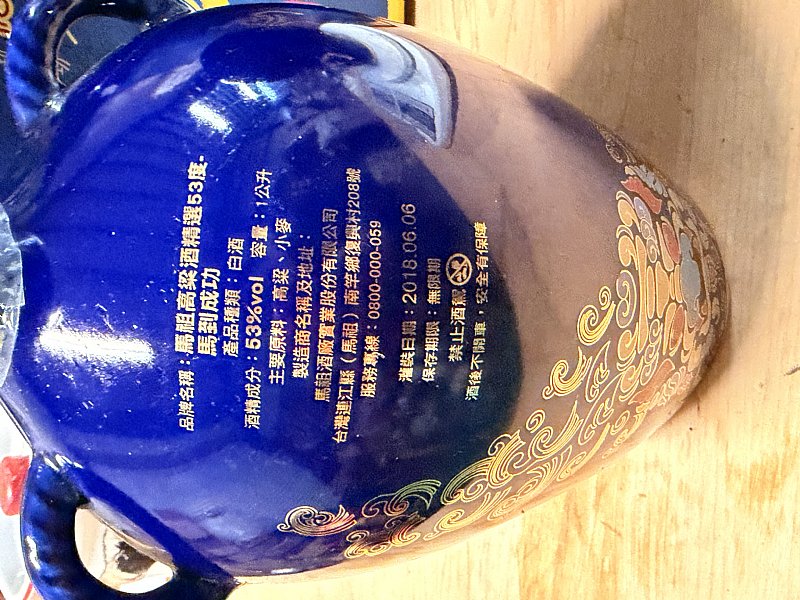 品牌名稱：馬祖高粱酒精選53度-
馬到成功
產品種類：白酒
酒精成分：53%vol 容量：1公升
主要原料：高粱、小麥
製造商名稱及地址：
馬祖酒廠實業股份有限公司
台灣連江縣（馬祖）南竿鄉復興村208號
服務專線：0800-000-059
灌裝日期：2018.06.06
保存期限：無限期
禁止酒駕
酒後不開車，安全有保障